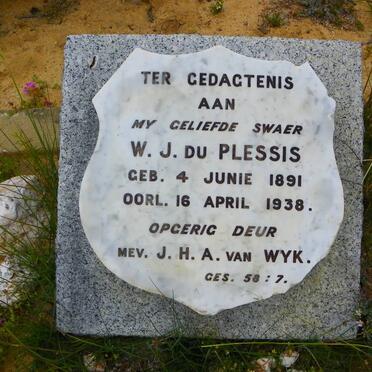 TER GEDAGTENIS
AAN
MY GELIEFDE SWAER
W. J. DU PLESSIS
GEB. 4 JUNIE 1891
OORL. 16 APRIL 1938.
OPGERIG DEUR
MEV. J. H. A. VAN WYK.
GES. 58 : 7.